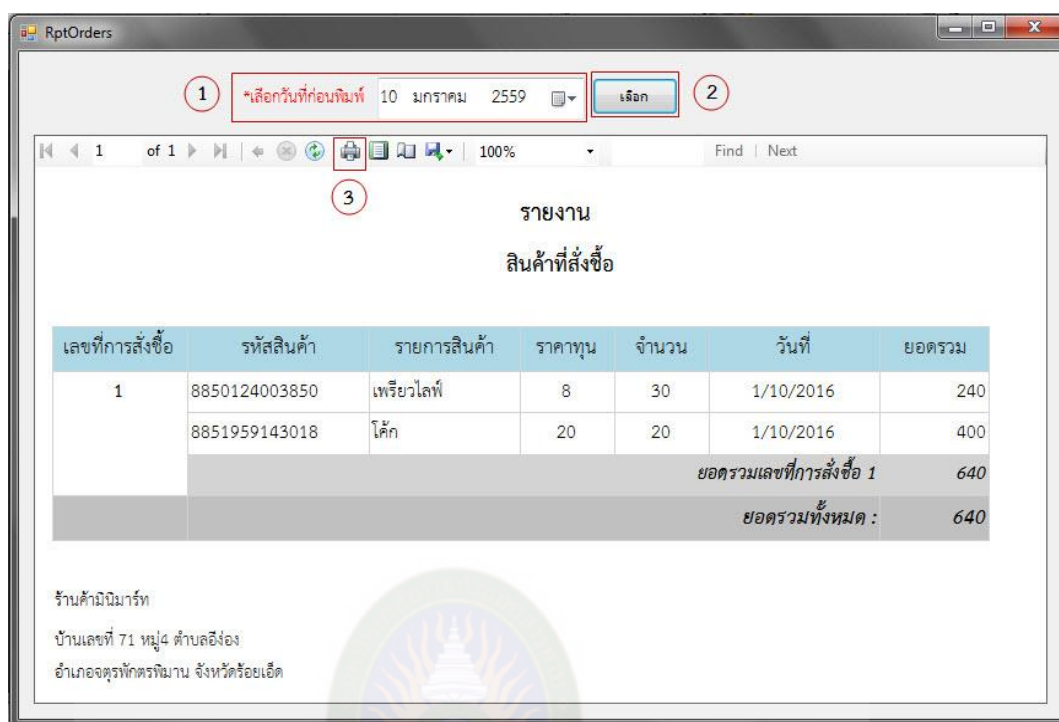 RptOrders
1 *เลือกวันที่ก่อนพิมพ์ 10 มกราคม 2559 เลือก 2
1 of 1 100% Find | Next
3
รายงาน
สินค้าที่สั่งซื้อ
เลขที่การสั่งซื้อ รหัสสินค้า รายการสินค้า ราคาทุน จำนวน วันที่ ยอดรวม
1 8850124003850 เพรียวไลฟ์ 8 30 1/10/2016 240
8851959143018 โค้ก 20 20 1/10/2016 400
ยอดรวมเลขที่การสั่งซื้อ 1 640
ยอดรวมทั้งหมด : 640
ร้านค้ามินิมาร์ท
บ้านเลขที่ 71 หมู่4 ตำบลอีง่อง
อำเภอจตุรพักตรพิมาน จังหวัดร้อยเอ็ด